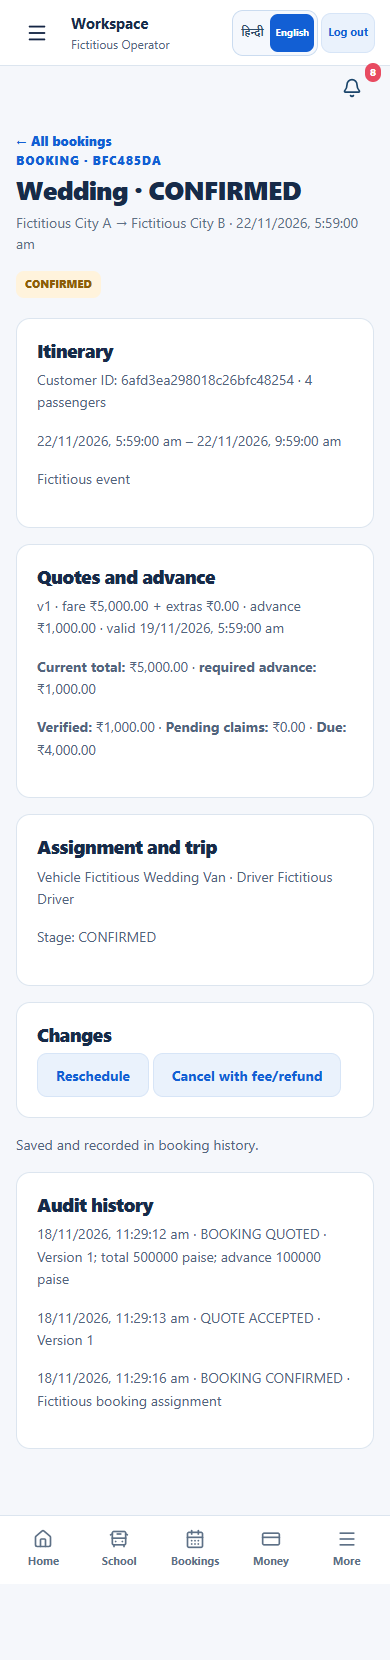 Workspace
Fictitious Operator
हिन्दी
English
Log out
8
← All bookings
BOOKING · BFC485DA
Wedding · CONFIRMED
Fictitious City A → Fictitious City B · 22/11/2026, 5:59:00
am
CONFIRMED
Itinerary
Customer ID: 6afd3ea298018c26bfc48254 · 4
passengers
22/11/2026, 5:59:00 am – 22/11/2026, 9:59:00 am
Fictitious event
Quotes and advance
v1 · fare ₹5,000.00 + extras ₹0.00 · advance
₹1,000.00 · valid 19/11/2026, 5:59:00 am
Current total: ₹5,000.00 · required advance:
₹1,000.00
Verified: ₹1,000.00 · Pending claims: ₹0.00 · Due:
₹4,000.00
Assignment and trip
Vehicle Fictitious Wedding Van · Driver Fictitious
Driver
Stage: CONFIRMED
Changes
Reschedule
Cancel with fee/refund
Saved and recorded in booking history.
Audit history
18/11/2026, 11:29:12 am · BOOKING QUOTED ·
Version 1; total 500000 paise; advance 100000
paise
18/11/2026, 11:29:13 am · QUOTE ACCEPTED ·
Version 1
18/11/2026, 11:29:16 am · BOOKING CONFIRMED ·
Fictitious booking assignment
Home
School
Bookings
Money
More